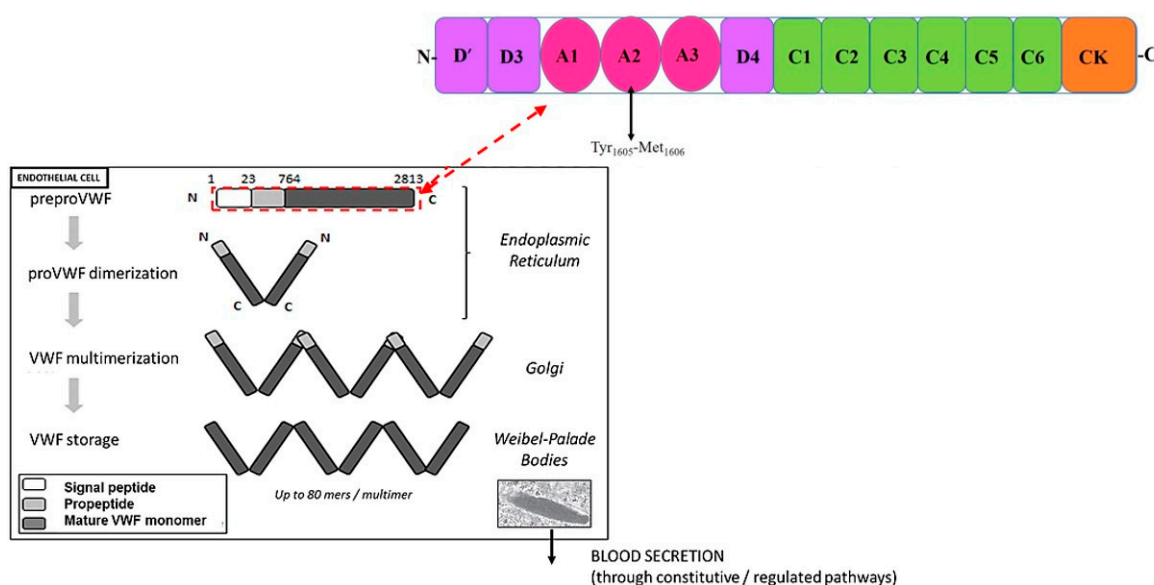 N- D′ D3 A1 A2 A3 D4 C1 C2 C3 C4 C5 C6 CK -C
Tyr1605-Met1606
ENDOTHELIAL CELL
1 23 764 2813
preproVWF
N
C
N N
Endoplasmic
Reticulum
proVWF dimerization
C C
VWF multimerization
Golgi
VWF storage
Weibel-Palade
Bodies
Signal peptide
Propeptide
Mature VWF monomer
Up to 80 mers / multimer
BLOOD SECRETION
(through constitutive / regulated pathways)